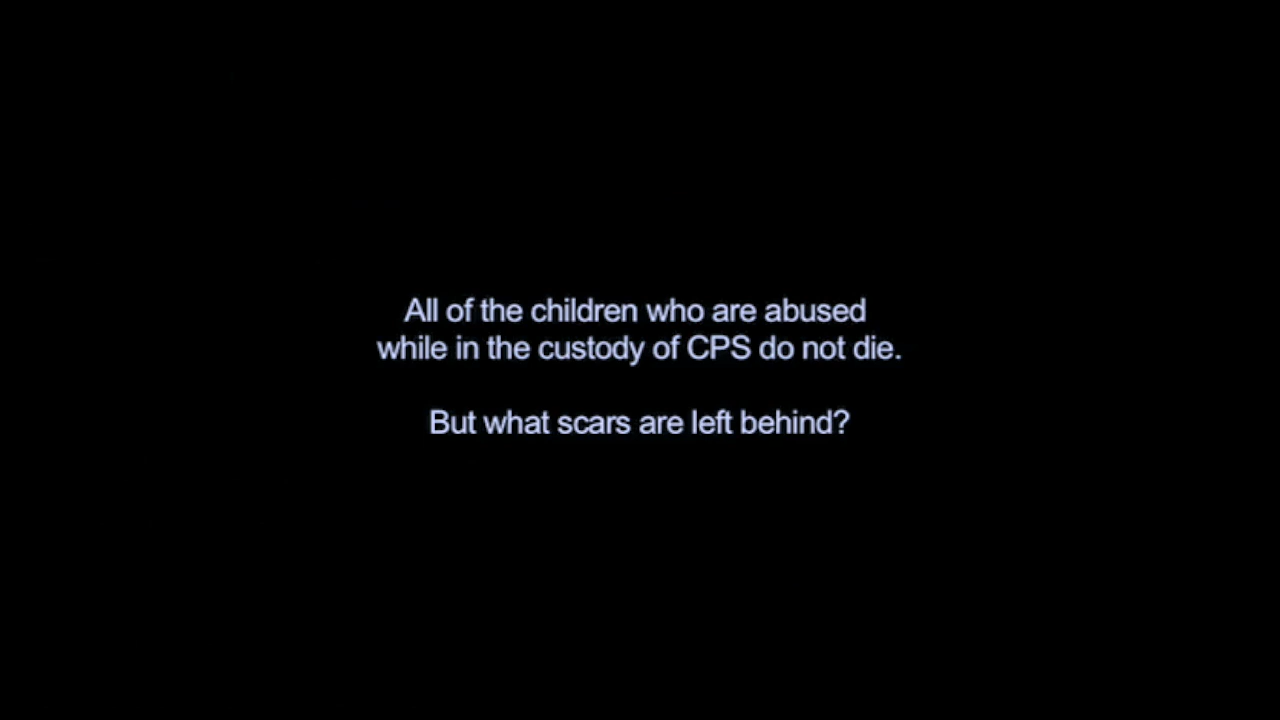 All of the children who are abused
while in the custody of CPS do not die.
But what scars are left behind?